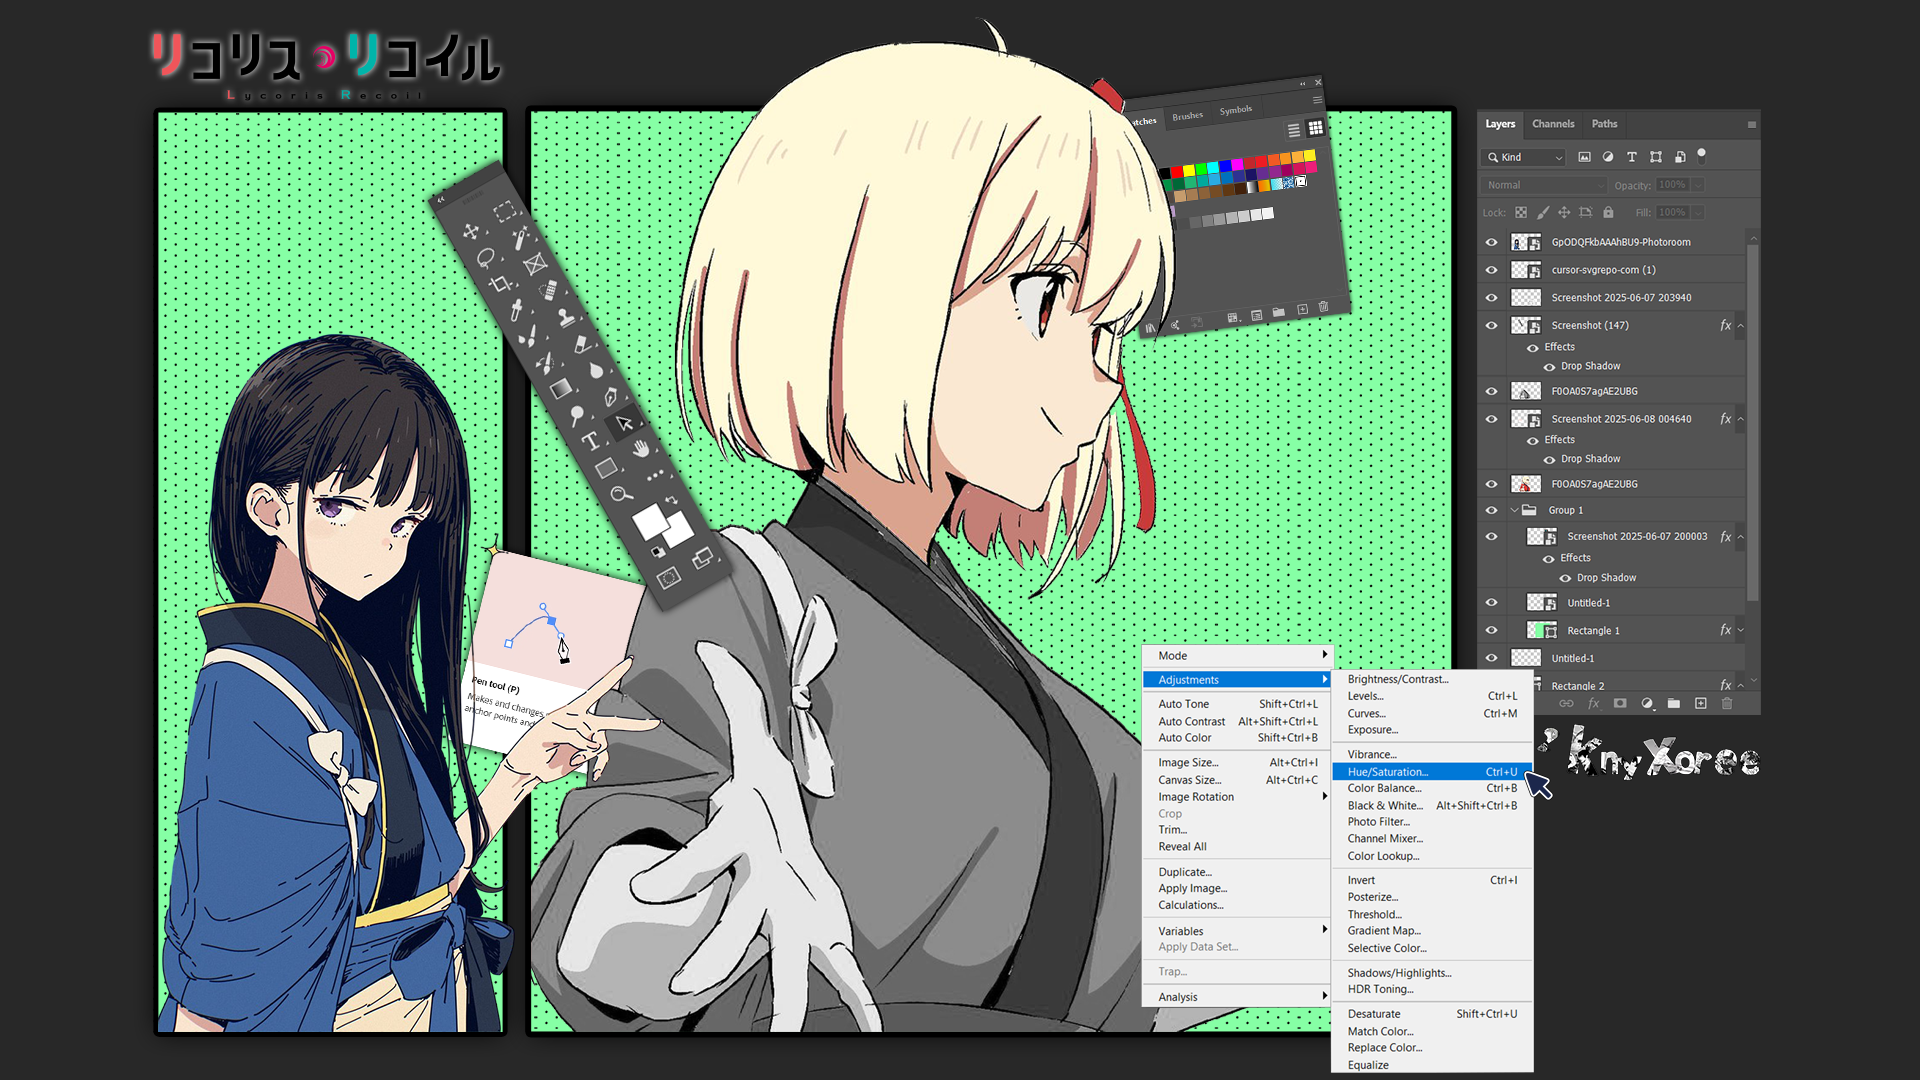 リコリス・リコイル
Lycoris Recoil
Brushes
Symbols
Pen tool (P)
Makes and changes
anchor points and
Mode
Adjustments
Auto Tone Shift+Ctrl+L
Auto Contrast Alt+Shift+Ctrl+L
Auto Color Shift+Ctrl+B
Image Size... Alt+Ctrl+I
Canvas Size... Alt+Ctrl+C
Image Rotation
Crop
Trim...
Reveal All
Duplicate...
Apply Image...
Calculations...
Variables
Apply Data Set...
Trap...
Analysis
Brightness/Contrast...
Levels... Ctrl+L
Curves... Ctrl+M
Exposure...
Vibrance...
Hue/Saturation... Ctrl+U
Color Balance... Ctrl+B
Black & White... Alt+Shift+Ctrl+B
Photo Filter...
Channel Mixer...
Color Lookup...
Invert Ctrl+I
Posterize...
Threshold...
Gradient Map...
Selective Color...
Shadows/Highlights...
HDR Toning...
Desaturate Shift+Ctrl+U
Match Color...
Replace Color...
Equalize
Layers Channels Paths
Kind
Normal Opacity: 100%
Lock: Fill: 100%
GpODQFkbAAAhBU9-Photoroom
cursor-svgrepo-com (1)
Screenshot 2025-06-07 203940
Screenshot (147) fx
Effects
Drop Shadow
F0OA0S7agAE2UBG
Screenshot 2025-06-08 004640 fx
Effects
Drop Shadow
F0OA0S7agAE2UBG
Group 1
Screenshot 2025-06-07 200003 fx
Effects
Drop Shadow
Untitled-1
Rectangle 1 fx
Untitled-1
Rectangle 2 fx
fx
KnyXoree